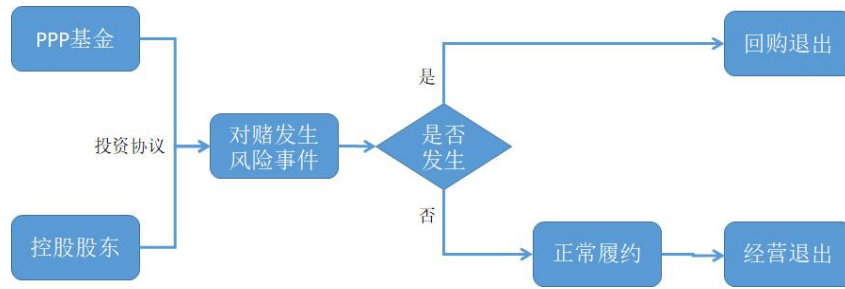 PPP基金
回购退出
是
投资协议
对赌发生
风险事件
是否
发生
否
控股股东
正常履约
经营退出